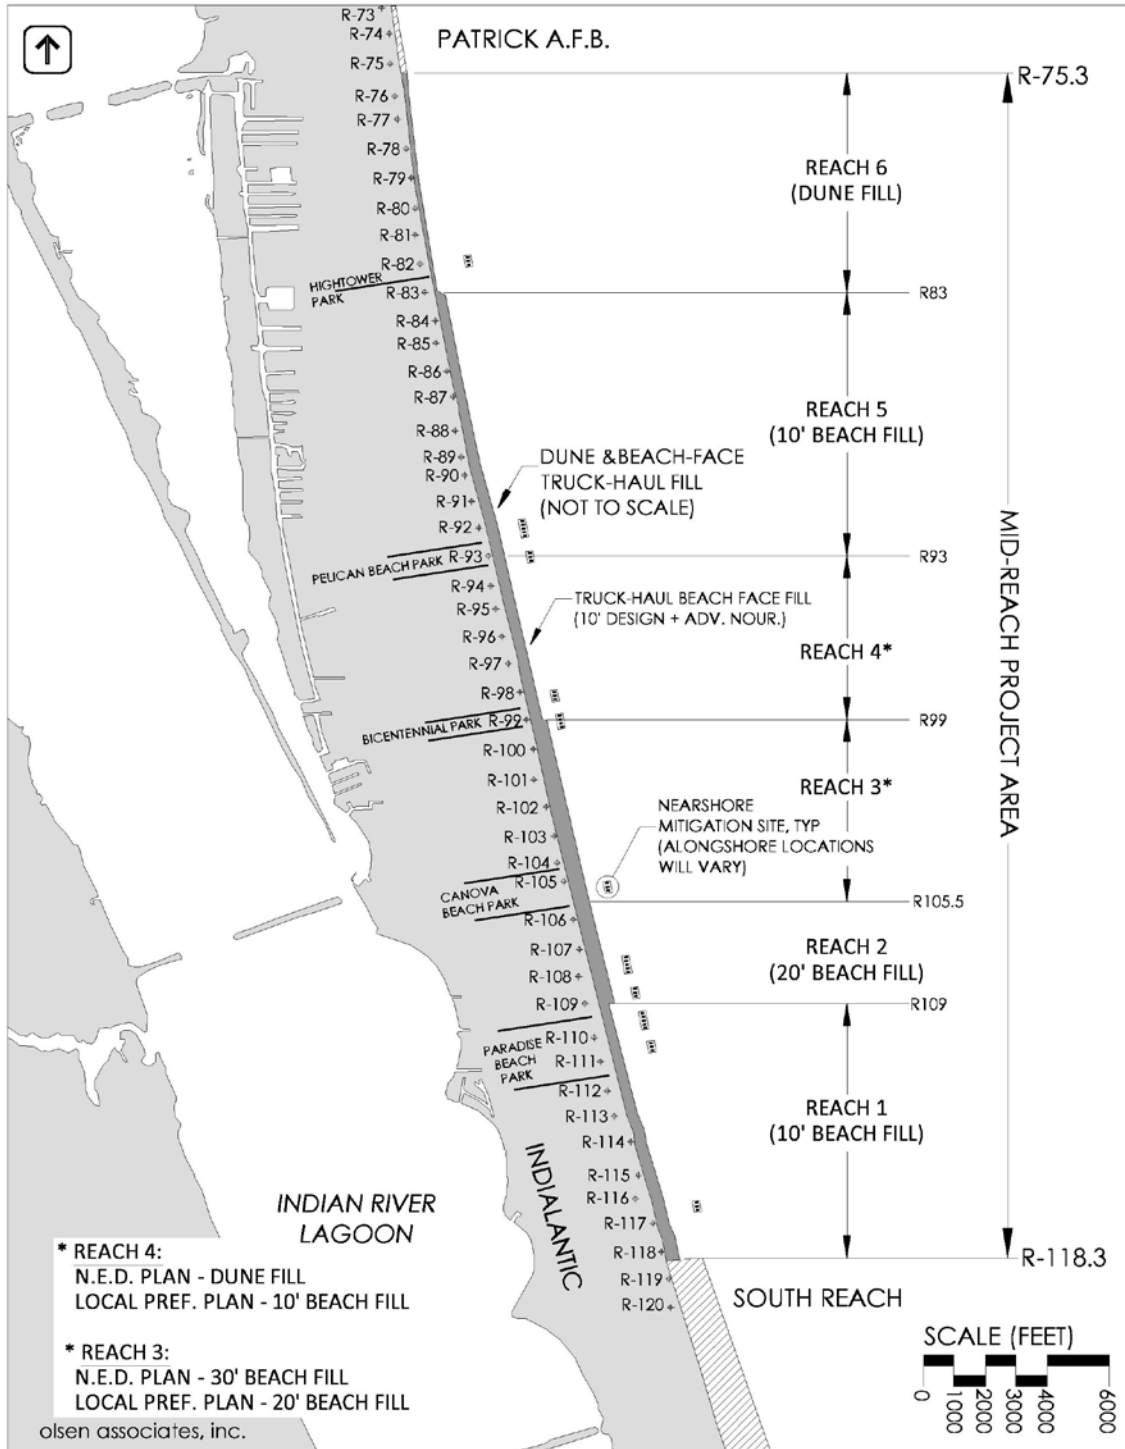 PATRICK A.F.B.
R-73
R-74
R-75
R-76
R-77
R-78
R-79
R-80
R-81
R-82
HIGHTOWER
PARK
R-83
R-84
R-85
R-86
R-87
R-88
R-89
R-90
R-91
R-92
PELICAN BEACH PARK
R-93
R-94
R-95
R-96
R-97
R-98
BICENTENNIAL PARK
R-99
R-100
R-101
R-102
R-103
R-104
CANOVA
BEACH PARK
R-105
R-106
R-107
R-108
R-109
PARADISE
BEACH
PARK
R-110
R-111
R-112
R-113
R-114
R-115
R-116
R-117
R-118
R-119
R-120
INDIALANTIC
INDIAN RIVER
LAGOON
DUNE &BEACH-FACE
TRUCK-HAUL FILL
(NOT TO SCALE)
TRUCK-HAUL BEACH FACE FILL
(10' DESIGN + ADV. NOUR.)
NEARSHORE
MITIGATION SITE, TYP
(ALONGSHORE LOCATIONS
WILL VARY)
R-75.3
REACH 6
(DUNE FILL)
R83
REACH 5
(10' BEACH FILL)
R93
REACH 4*
R99
REACH 3*
R105.5
REACH 2
(20' BEACH FILL)
R109
REACH 1
(10' BEACH FILL)
R-118.3
MID-REACH PROJECT AREA
SOUTH REACH
* REACH 4:
N.E.D. PLAN - DUNE FILL
LOCAL PREF. PLAN - 10' BEACH FILL
* REACH 3:
N.E.D. PLAN - 30' BEACH FILL
LOCAL PREF. PLAN - 20' BEACH FILL
olsen associates, inc.
SCALE (FEET)
0
1000
2000
3000
4000
6000